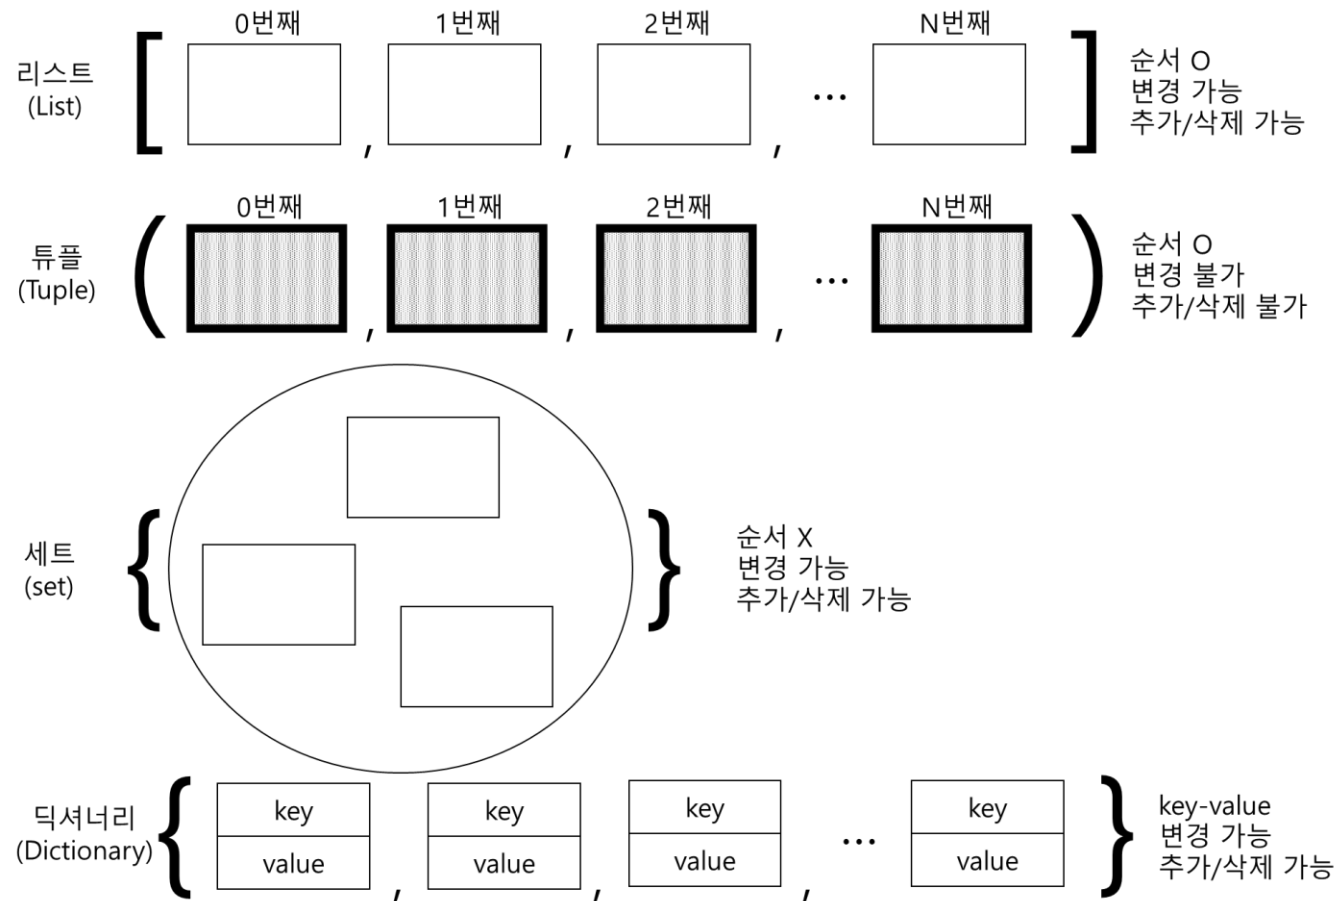 0번째 1번째 2번째 N번째
리스트
(List)
[ , , , ... ]
순서 O
변경 가능
추가/삭제 가능
0번째 1번째 2번째 N번째
튜플
(Tuple)
( , , , ... )
순서 O
변경 불가
추가/삭제 불가
세트
(set)
{ }
순서 X
변경 가능
추가/삭제 가능
딕셔너리
(Dictionary)
{ key key key ... key }
value , value , value , value
key-value
변경 가능
추가/삭제 가능